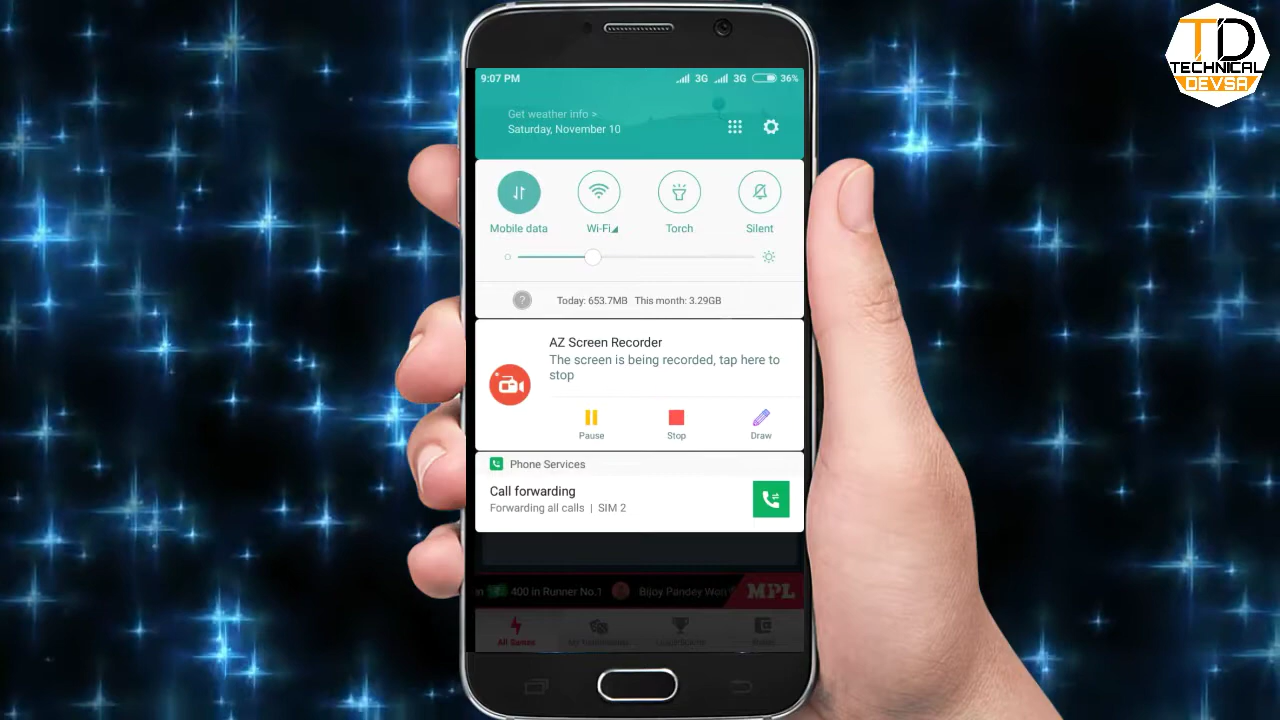 TD
TECHNICAL
DEVSA
9:07 PM 3G 3G 36%
Get weather info >
Saturday, November 10
Mobile data Wi-Fi Torch Silent
? Today: 653.7MB This month: 3.29GB
AZ Screen Recorder
The screen is being recorded, tap here to
stop
Pause Stop Draw
Phone Services
Call forwarding
Forwarding all calls | SIM 2
400 in Runner No.1 Bijoy Pandey Won MPL
All Games